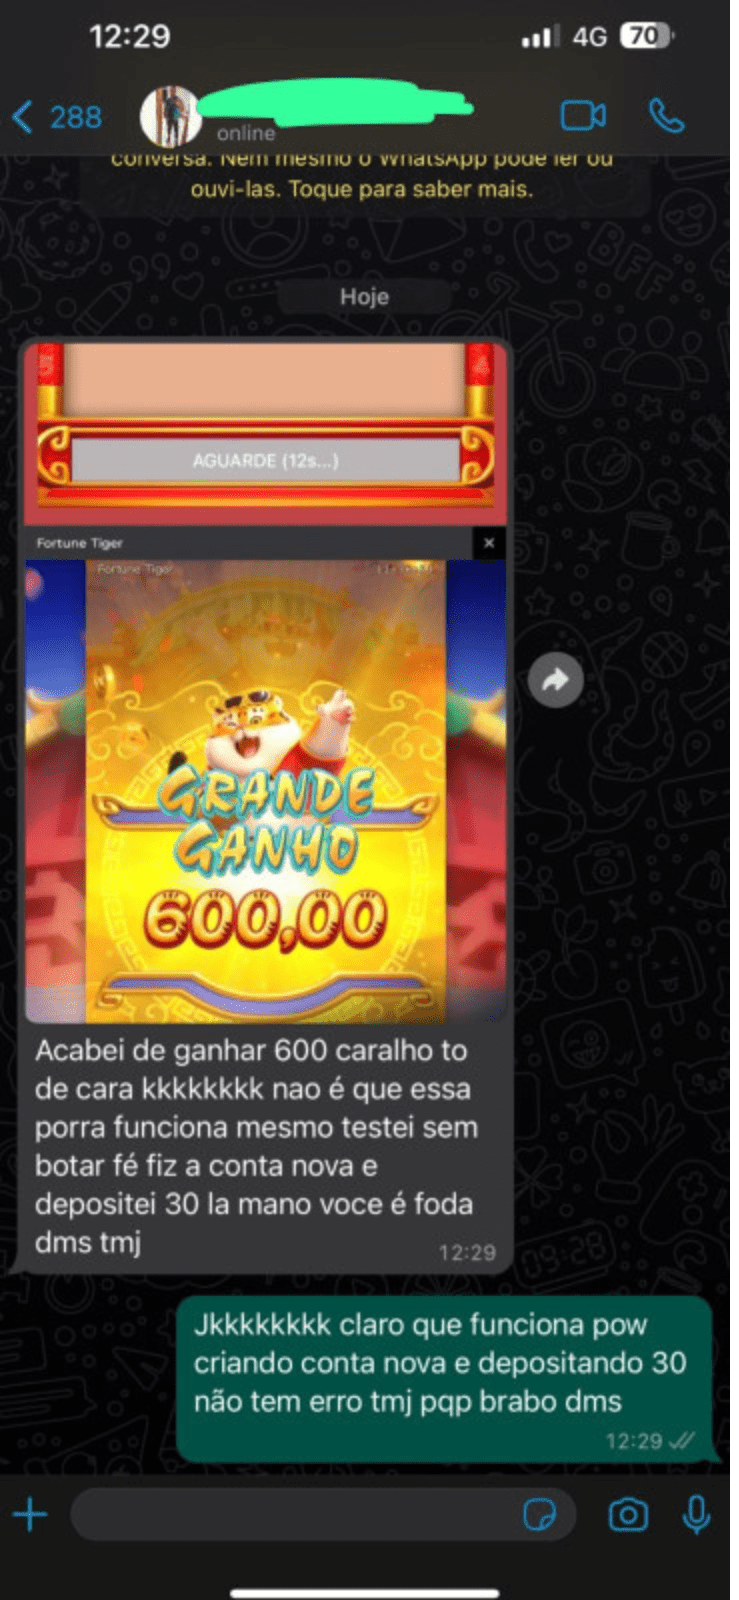 12:29
4G
70
288
online
conversa. Nem mesmo o WhatsApp pode ler ou
ouvi-las. Toque para saber mais.
Hoje
AGUARDE (12s...)
Fortune Tiger
Fortune Tiger
GRANDE
GANHO
600,00
Acabei de ganhar 600 caralho to
de cara kkkkkkkk nao é que essa
porra funciona mesmo testei sem
botar fé fiz a conta nova e
depositei 30 la mano voce é foda
dms tmj
12:29
Jkkkkkkkk claro que funciona pow
criando conta nova e depositando 30
não tem erro tmj pqp brabo dms
12:29